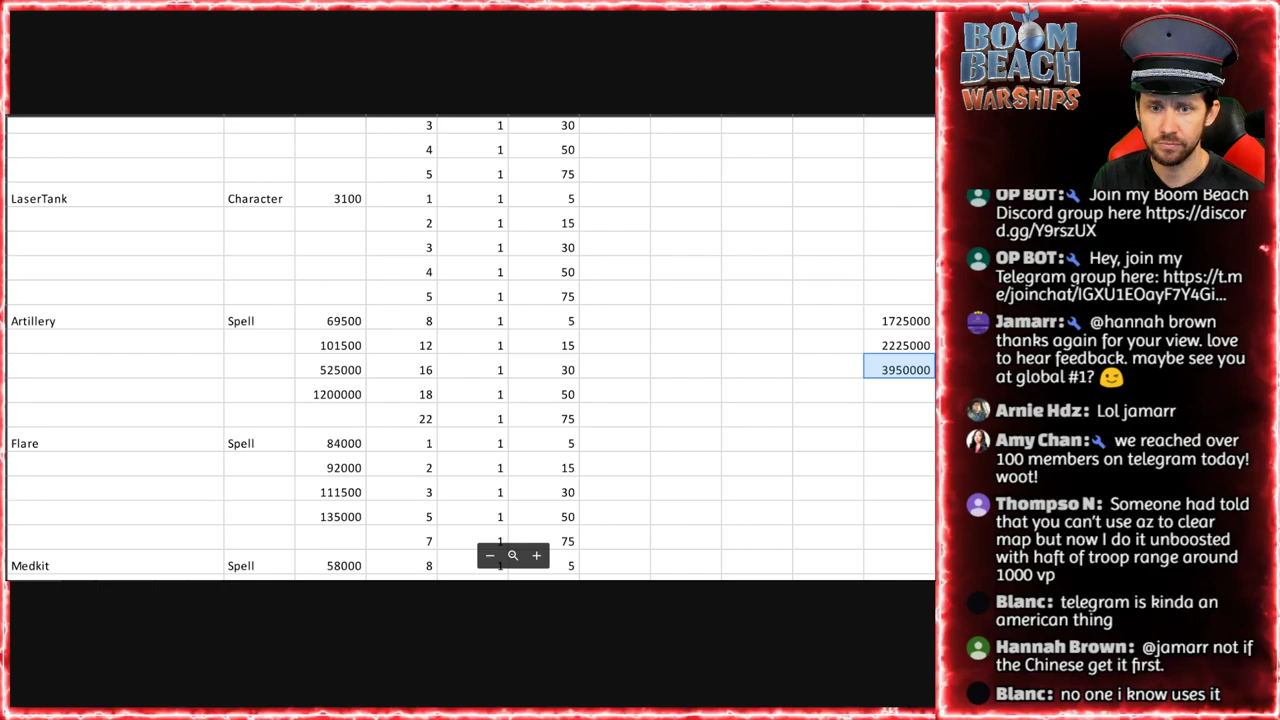 3 1 30
4 1 50
5 1 75
LaserTank Character 3100 1 1 5
2 1 15
3 1 30
4 1 50
5 1 75
Artillery Spell 69500 8 1 5 1725000
101500 12 1 15 2225000
525000 16 1 30 3950000
1200000 18 1 50
22 1 75
Flare Spell 84000 1 1 5
92000 2 1 15
111500 3 1 30
135000 5 1 50
7 1 75
Medkit Spell 58000 8 1 5
BOOM
BEACH
WARSHIPS
OP BOT: Join my Boom Beach
Discord group here https://discor
d.gg/Y9rszUX
OP BOT: Hey, join my
Telegram group here: https://t.m
e/joinchat/IGXU1EOayF7Y4Gi...
Jamarr: @hannah brown
thanks again for your view. love
to hear feedback. maybe see you
at global #1? 😉
Arnie Hdz: Lol jamarr
Amy Chan: we reached over
100 members on telegram today!
woot!
Thompso N: Someone had told
that you can't use az to clear
map but now I do it unboosted
with haft of troop range around
1000 vp
Blanc: telegram is kinda an
american thing
Hannah Brown: @jamarr not if
the Chinese get it first.
Blanc: no one i know uses it